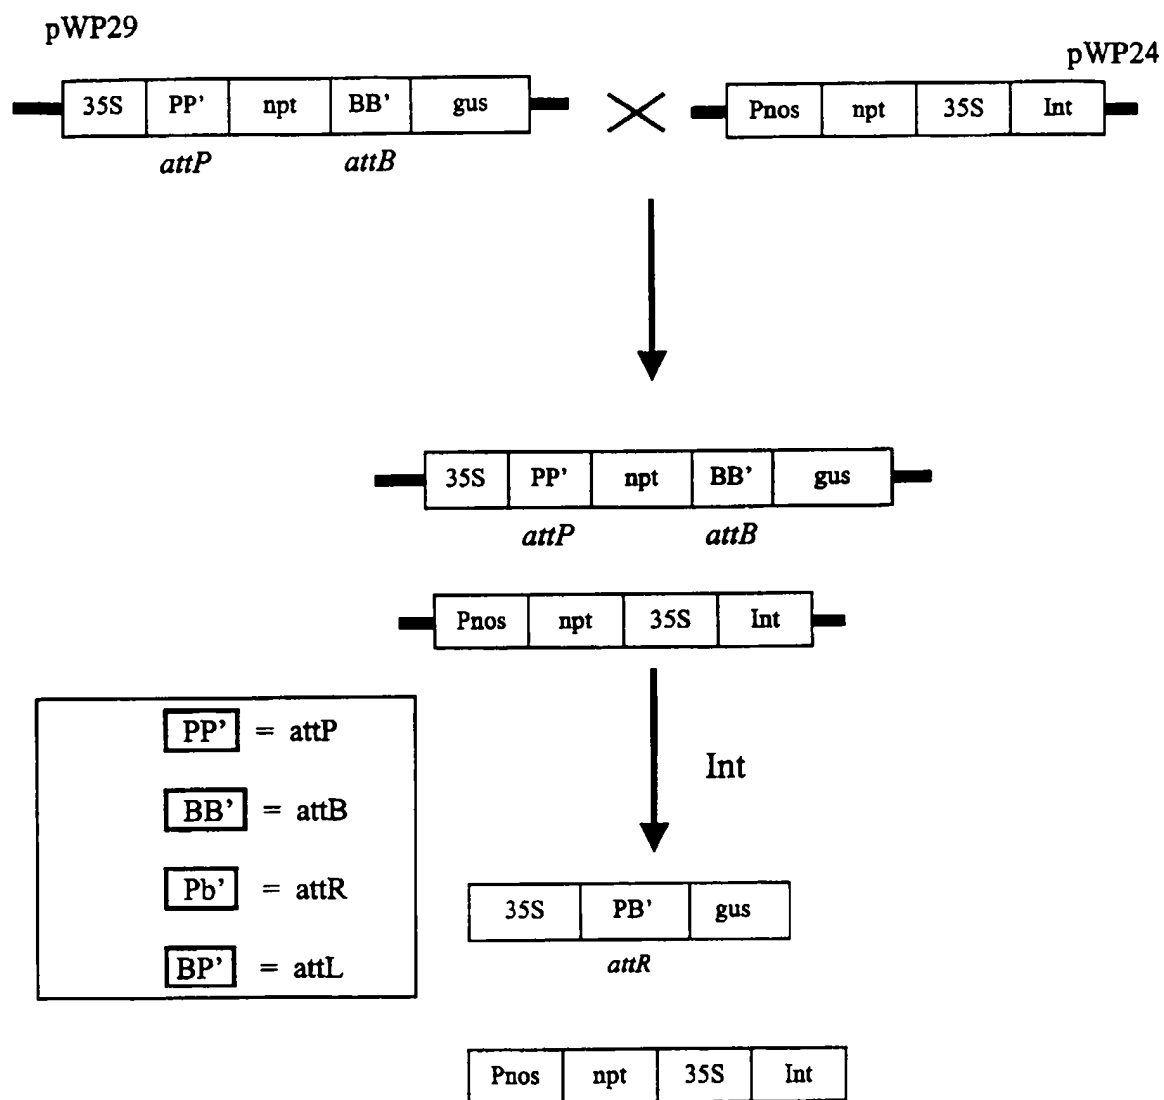 pWP29
pWP24
35S PP' npt BB' gus
Pnos npt 35S Int
attP attB
35S PP' npt BB' gus
attP attB
Pnos npt 35S Int
PP' = attP
Int
BB' = attB
Pb' = attR
35S PB' gus
attR
BP' = attL
Pnos npt 35S Int